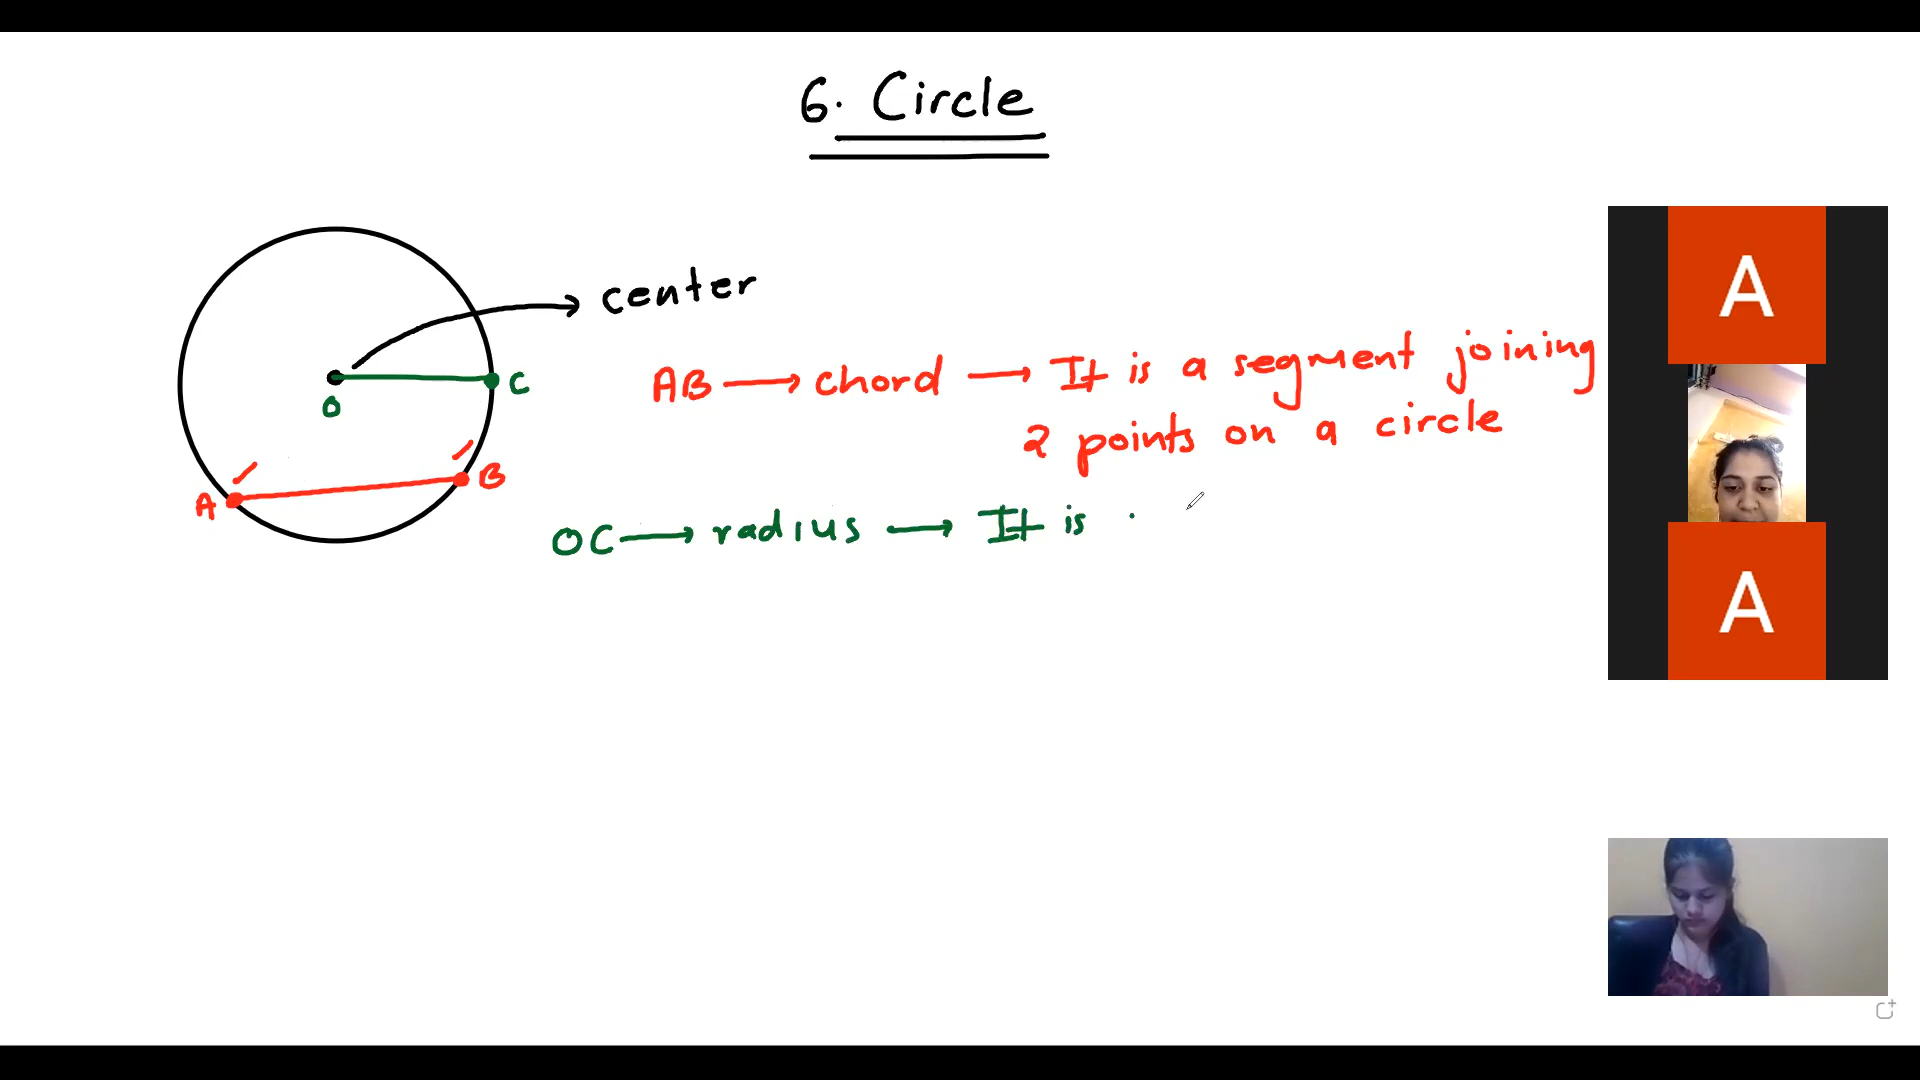 6. Circle
center
O
C
AB → chord → It is a segment joining
2 points on a circle
A
B
OC → radius → It is
A
A